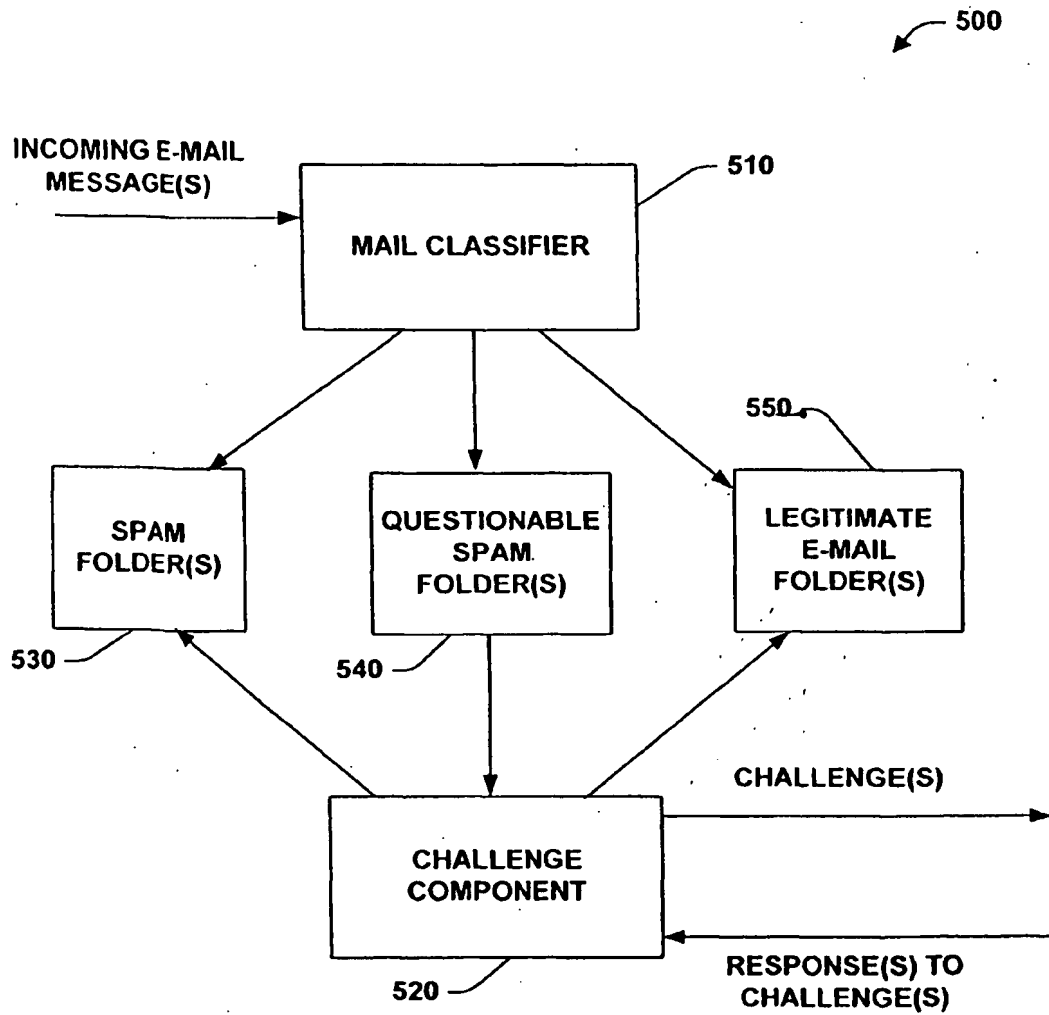 500
INCOMING E-MAIL
MESSAGE(S)
510
MAIL CLASSIFIER
550
SPAM
FOLDER(S)
QUESTIONABLE
SPAM
FOLDER(S)
LEGITIMATE
E-MAIL
FOLDER(S)
530
540
CHALLENGE(S)
CHALLENGE
COMPONENT
520
RESPONSE(S) TO
CHALLENGE(S)